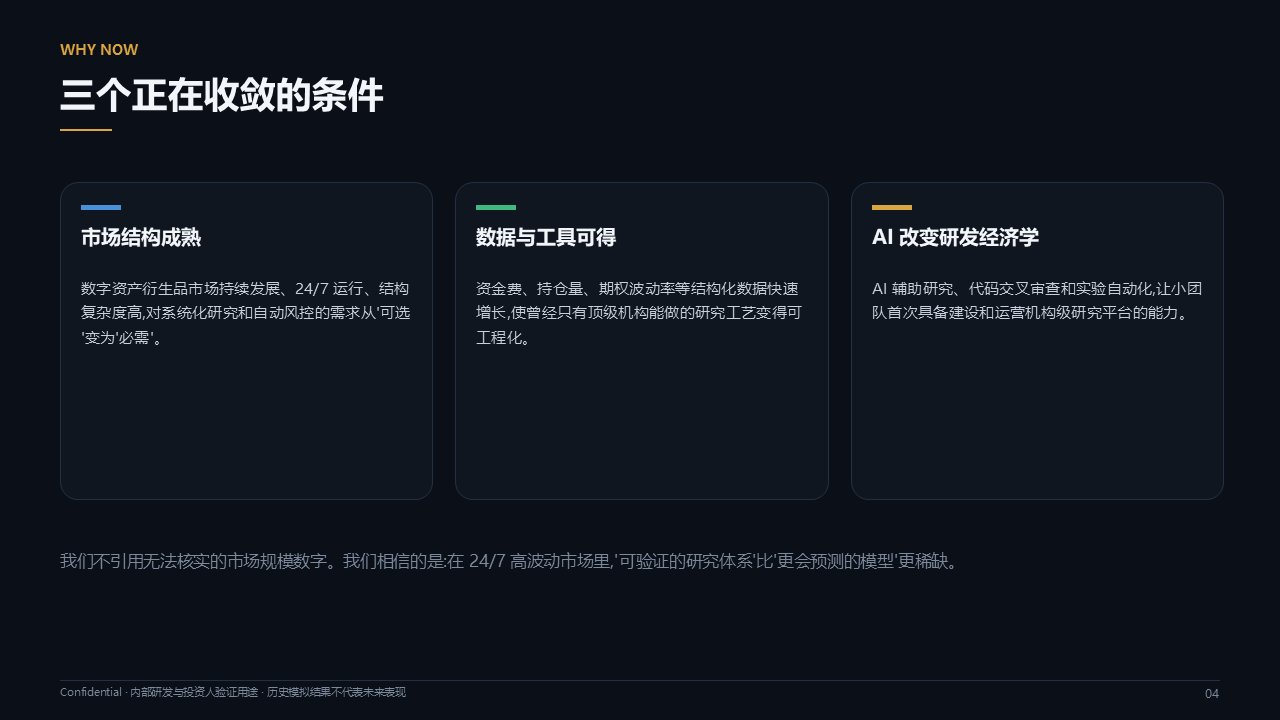 WHY NOW
三个正在收敛的条件
市场结构成熟
数字资产衍生品市场持续发展、24/7 运行、结构
复杂度高,对系统化研究和自动风控的需求从'可选
'变为'必需'。
数据与工具可得
资金费、持仓量、期权波动率等结构化数据快速
增长,使曾经只有顶级机构能做的研究工艺变得可
工程化。
AI 改变研发经济学
AI 辅助研究、代码交叉审查和实验自动化,让小团
队首次具备建设和运营机构级研究平台的能力。
我们不引用无法核实的市场规模数字。我们相信的是:在 24/7 高波动市场里,'可验证的研究体系'比'更会预测的模型'更稀缺。
Confidential · 内部研发与投资人验证用途 · 历史模拟结果不代表未来表现
04